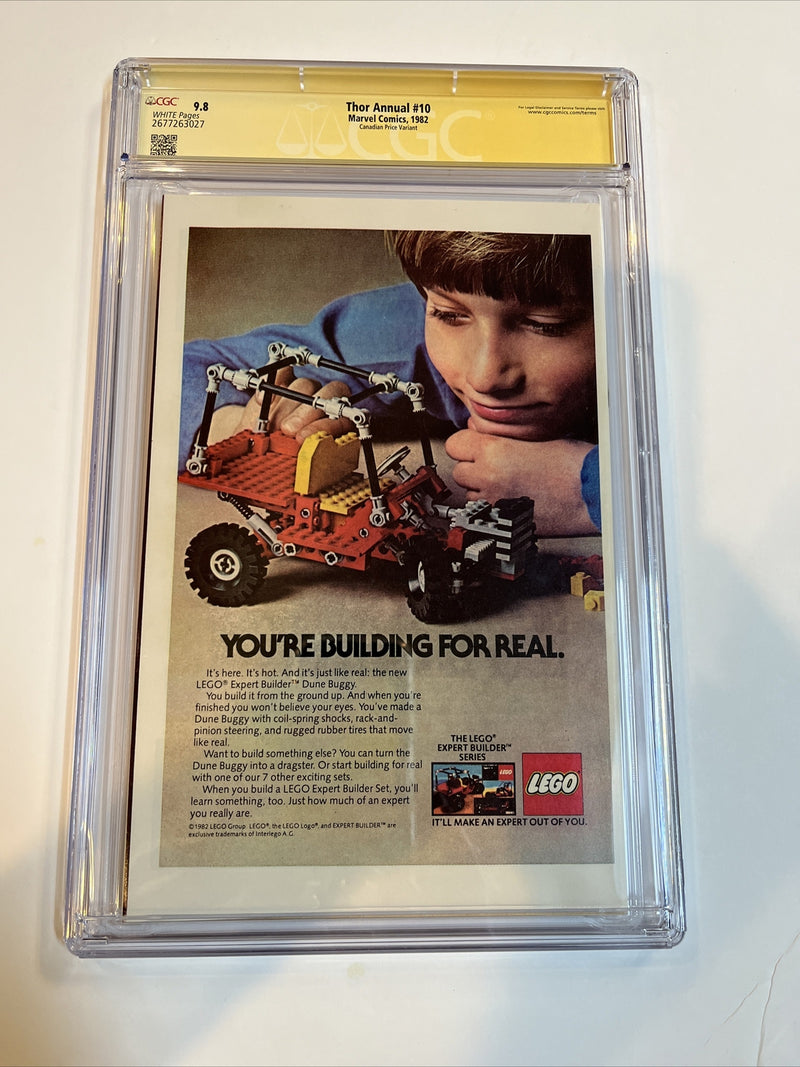 CGC 9.8
WHITE Pages
2677263027
Thor Annual #10
Marvel Comics, 1982
Canadian Price Variant
For Legal Disclaimer and Service Terms please visit:
www.cgccomics.com/terms
CGC®
YOU'RE BUILDING FOR REAL.
It's here. It's hot. And it's just like real: the new
LEGO® Expert Builder™ Dune Buggy.
You build it from the ground up. And when you're
finished you won't believe your eyes. You've made a
Dune Buggy with coil-spring shocks, rack-and-
pinion steering, and rugged rubber tires that move
like real.
Want to build something else? You can turn the
Dune Buggy into a dragster. Or start building for real
with one of our 7 other exciting sets.
When you build a LEGO Expert Builder Set, you'll
learn something, too. Just how much of an expert
you really are.
©1982 LEGO Group LEGO®, the LEGO Logo®, and EXPERT BUILDER™ are
exclusive trademarks of Interlego A.G.
THE LEGO®
EXPERT BUILDER™
SERIES
LEGO
LEGO®
IT'LL MAKE AN EXPERT OUT OF YOU.